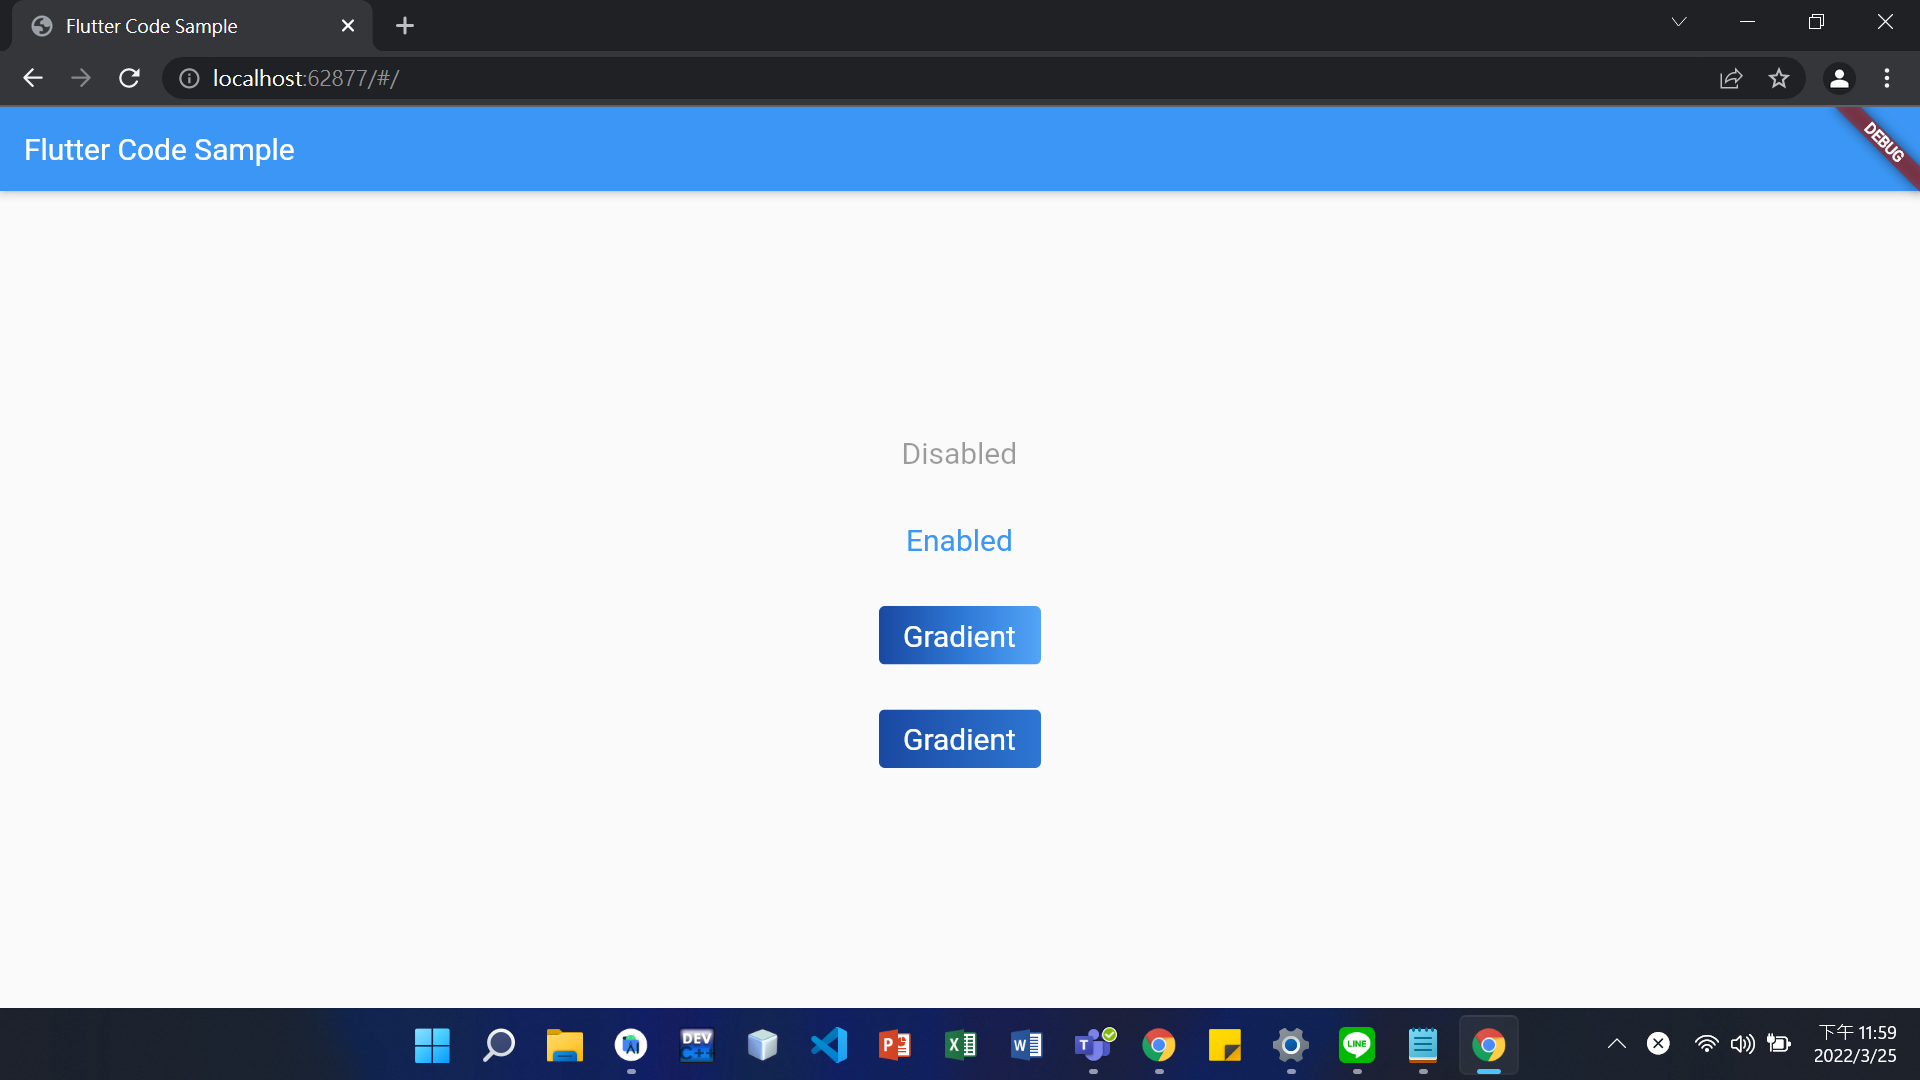 Flutter Code Sample
localhost:62877/#/
Flutter Code Sample
DEBUG
Disabled
Enabled
Gradient
Gradient
DEV
C++
P
X
W
T
LINE
下午 11:59
2022/3/25